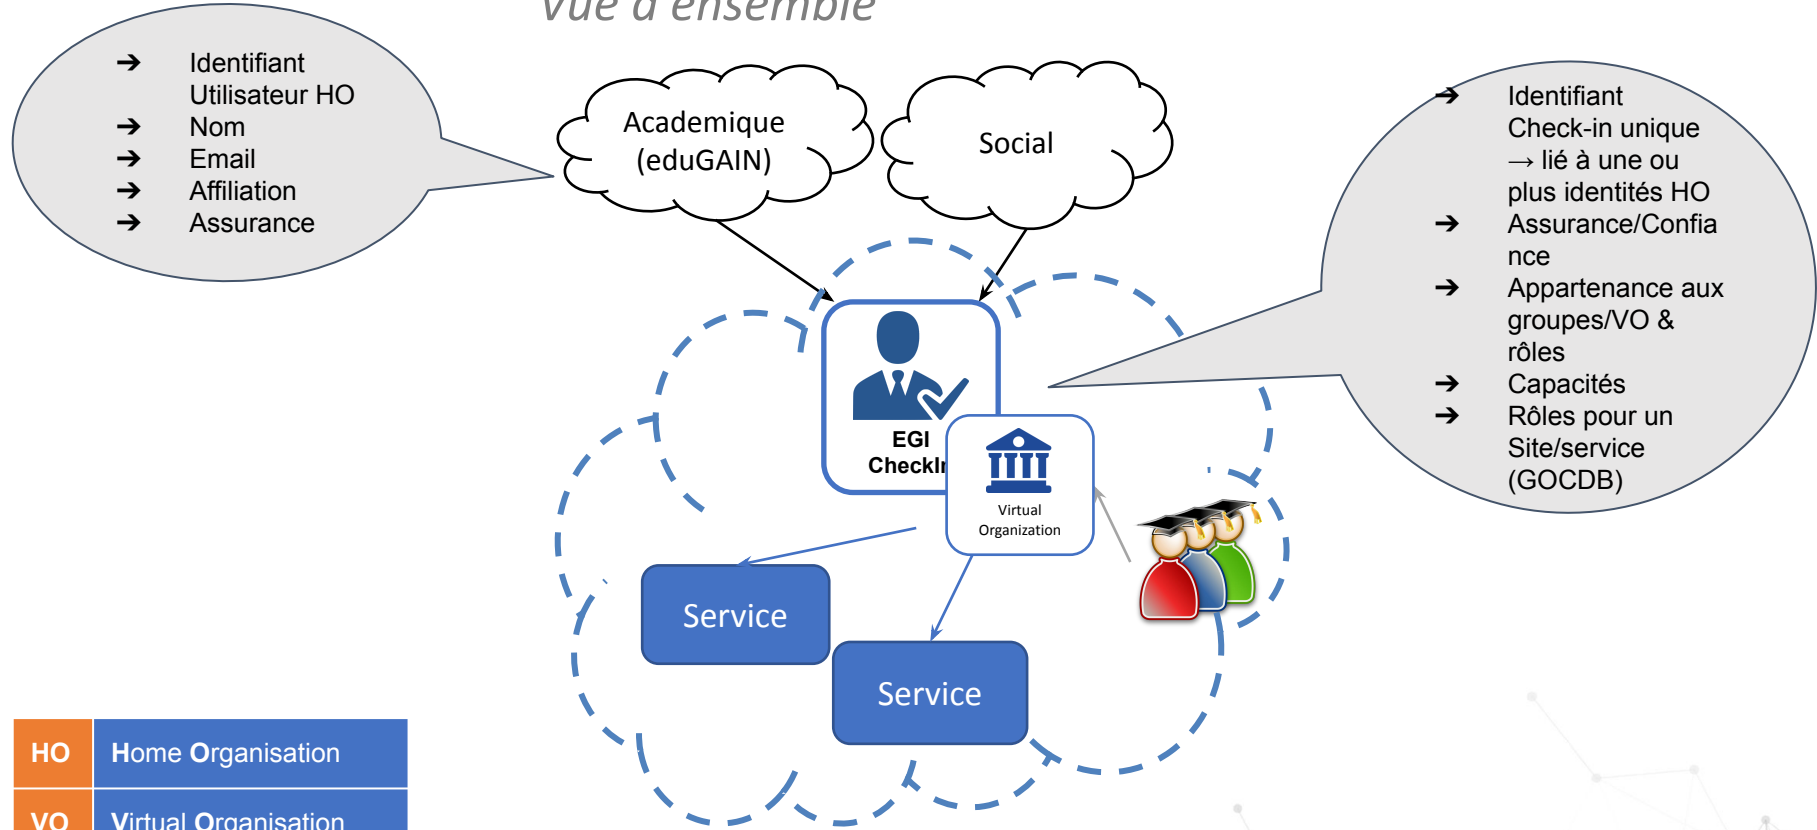 Vue d'ensemble
➔ Identifiant
Utilisateur HO
➔ Nom
➔ Email
➔ Affiliation
➔ Assurance
Academique
(eduGAIN)
Social
➔ Identifiant
Check-in unique
→ lié à une ou
plus identités HO
➔ Assurance/Confia
nce
➔ Appartenance aux
groupes/VO &
rôles
➔ Capacités
➔ Rôles pour un
Site/service
(GOCDB)
EGI
CheckIn
Virtual
Organization
Service
Service
HO Home Organisation
VO Virtual Organisation